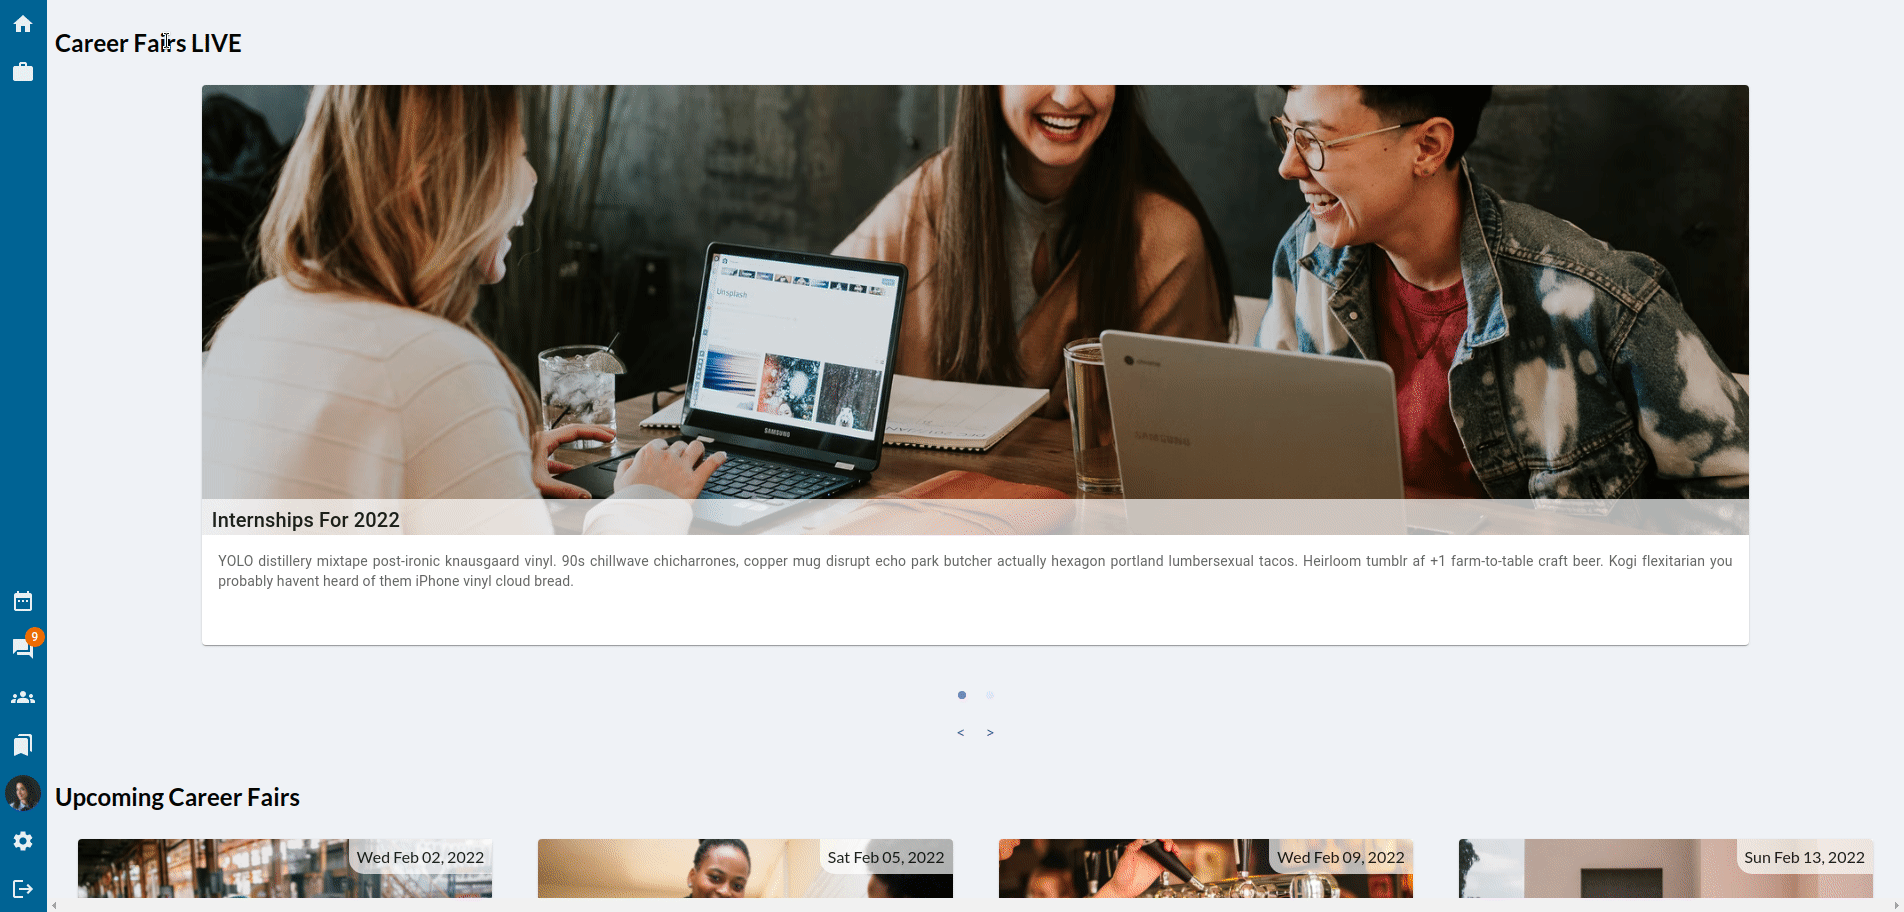 Career Fairs LIVE
Unsplash
SAMSUNG
SAMSUNG
Internships For 2022
YOLO distillery mixtape post-ironic knausgaard vinyl. 90s chillwave chicharrones, copper mug disrupt echo park butcher actually hexagon portland lumbersexual tacos. Heirloom tumblr af +1 farm-to-table craft beer. Kogi flexitarian you
probably havent heard of them iPhone vinyl cloud bread.
9
< >
Upcoming Career Fairs
Wed Feb 02, 2022
Sat Feb 05, 2022
Wed Feb 09, 2022
Sun Feb 13, 2022